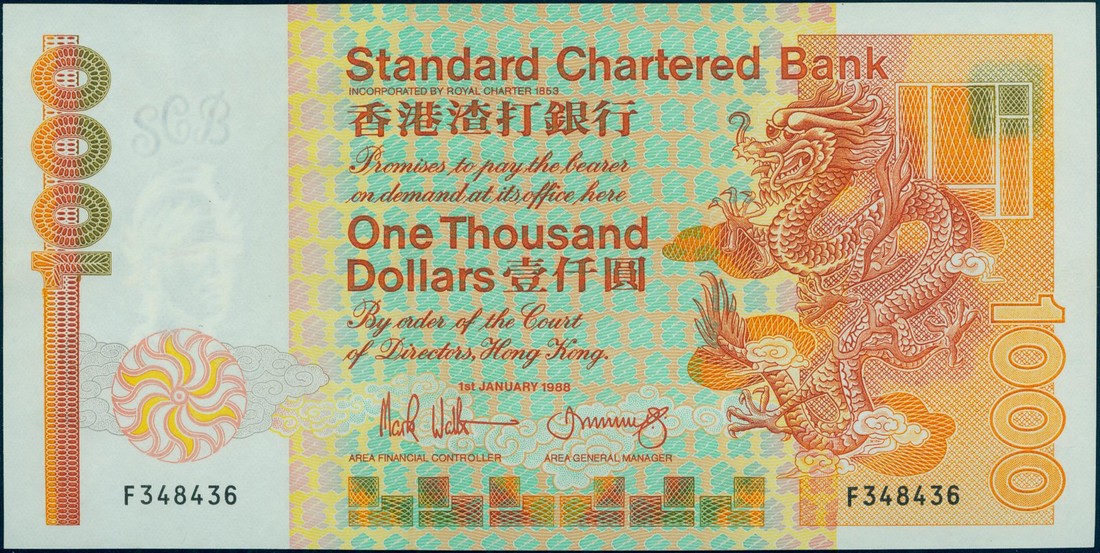 1000
SCB
Standard Chartered Bank
INCORPORATED BY ROYAL CHARTER 1853
香港渣打銀行
Promises to pay the bearer
on demand at its office here
One Thousand
Dollars 壹仟圓
By order of the Court
of Directors, Hong Kong.
1st JANUARY 1988
AREA FINANCIAL CONTROLLER
AREA GENERAL MANAGER
F348436
F348436
1000